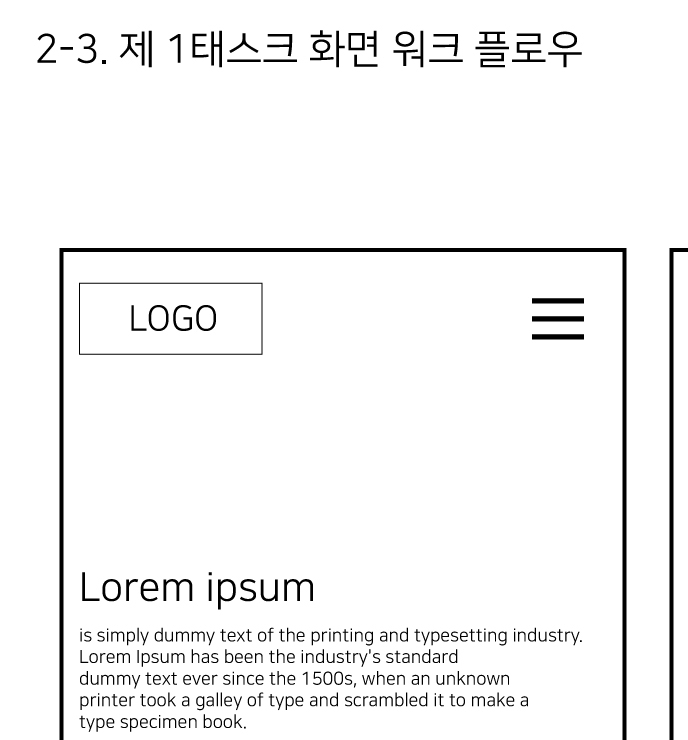 2-3. 제 1태스크 화면 워크 플로우
LOGO
Lorem ipsum
is simply dummy text of the printing and typesetting industry.
Lorem Ipsum has been the industry's standard
dummy text ever since the 1500s, when an unknown
printer took a galley of type and scrambled it to make a
type specimen book.